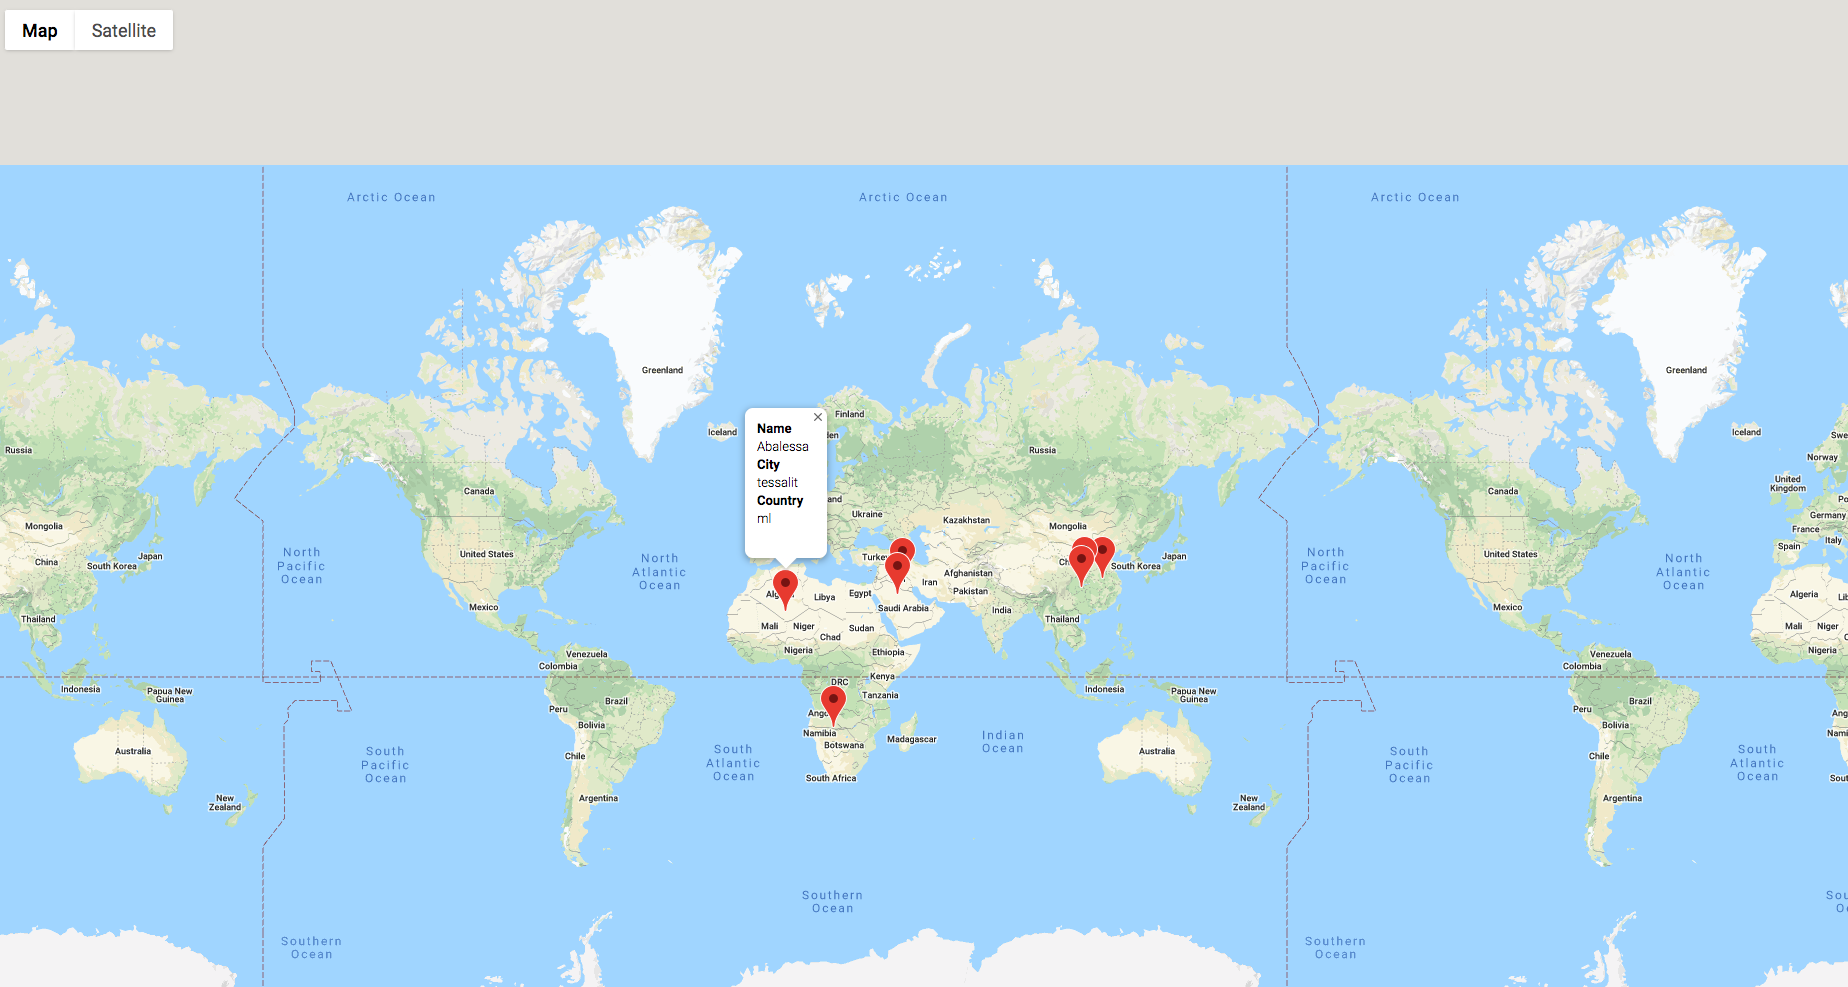 Map Satellite
Arctic Ocean
Arctic Ocean
Arctic Ocean
Greenland
Greenland
Finland
Iceland
Iceland
Name
Abalessa
City
tessalit
Country
ml
Russia
Russia
Norway
Canada
Canada
United
Kingdom
Germany
Ukraine
Kazakhstan
Mongolia
Mongolia
France
Italy
Spain
United States
United States
North
Pacific
Ocean
North
Atlantic
Ocean
North
Pacific
Ocean
North
Atlantic
Ocean
China
Japan
South Korea
Japan
South Korea
Afghanistan
Iran
Pakistan
Libya
Egypt
Saudi Arabia
India
Algeria
Mexico
Mexico
Thailand
Thailand
Mali
Niger
Sudan
Chad
Mali
Niger
Nigeria
Ethiopia
Nigeria
Venezuela
Colombia
Venezuela
Colombia
Kenya
DRC
Indonesia
Papua New
Guinea
Tanzania
Indonesia
Papua New
Guinea
Peru
Brazil
Peru
Brazil
Bolivia
Bolivia
Namibia
Botswana
Madagascar
Indian
Ocean
Australia
Australia
South
Pacific
Ocean
South
Atlantic
Ocean
South
Pacific
Ocean
South
Atlantic
Ocean
Chile
Chile
South Africa
Argentina
Argentina
New
Zealand
New
Zealand
Southern
Ocean
Southern
Ocean
Southern
Ocean